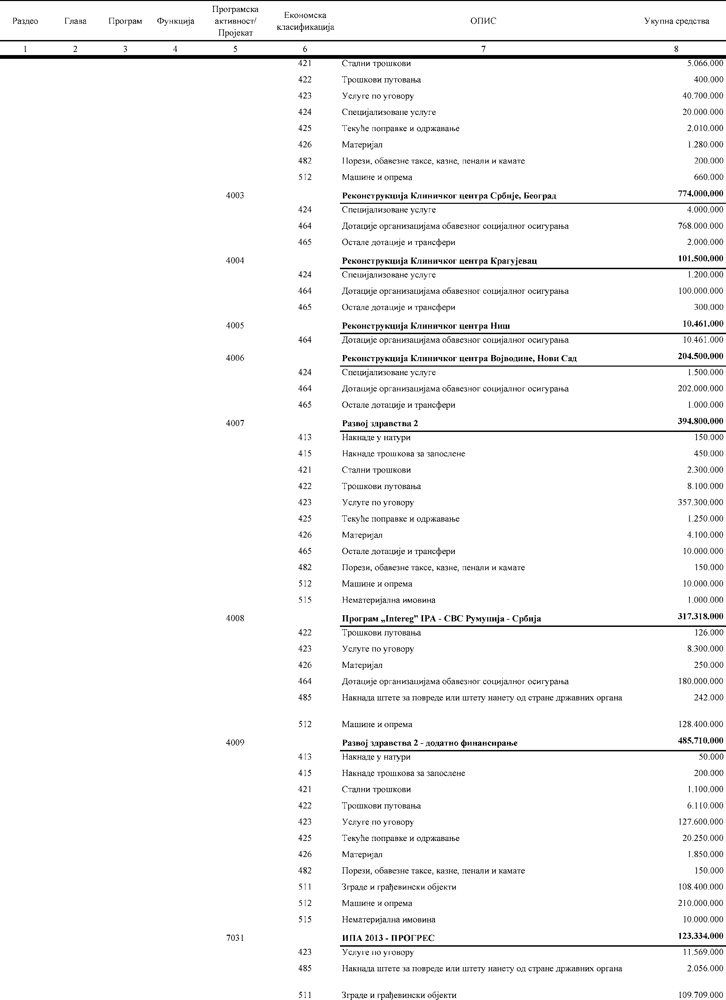 Раздео Глава Програм Функција Програмска активност/ Пројекат Економска класификација ОПИС Укупна средства
1 2 3 4 5 6 7 8
421 Стални трошкови 5.066.000
422 Трошкови путовања 400.000
423 Услуге по уговору 40.700.000
424 Специјализоване услуге 20.000.000
425 Текуће поправке и одржавање 2.010.000
426 Материјал 1.280.000
482 Порези, обавезне таксе, казне, пенали и камате 200.000
512 Машине и опрема 660.000
4003 Реконструкција Клиничког центра Србије, Београд 774.000.000
424 Специјализоване услуге 4.000.000
464 Дотације организацијама обавезног социјалног осигурања 768.000.000
465 Остале дотације и трансфери 2.000.000
4004 Реконструкција Клиничког центра Крагујевац 101.500.000
424 Специјализоване услуге 1.200.000
464 Дотације организацијама обавезног социјалног осигурања 100.000.000
465 Остале дотације и трансфери 300.000
4005 Реконструкција Клиничког центра Ниш 10.461.000
464 Дотације организацијама обавезног социјалног осигурања 10.461.000
4006 Реконструкција Клиничког центра Војводине, Нови Сад 204.500.000
424 Специјализоване услуге 1.500.000
464 Дотације организацијама обавезног социјалног осигурања 202.000.000
465 Остале дотације и трансфери 1.000.000
4007 Развој здравства 2 394.800.000
413 Накнаде у натури 150.000
415 Накнаде трошкова за запослене 450.000
421 Стални трошкови 2.300.000
422 Трошкови путовања 8.100.000
423 Услуге по уговору 357.300.000
425 Текуће поправке и одржавање 1.250.000
426 Материјал 4.100.000
465 Остале дотације и трансфери 10.000.000
482 Порези, обавезне таксе, казне, пенали и камате 150.000
512 Машине и опрема 10.000.000
515 Нематеријална имовина 1.000.000
4008 Програм „Intereg” IPA - CBC Румунија - Србија 317.318.000
422 Трошкови путовања 126.000
423 Услуге по уговору 8.300.000
426 Материјал 250.000
464 Дотације организацијама обавезног социјалног осигурања 180.000.000
485 Накнада штете за повреде или штету нанету од стране државних органа 242.000
512 Машине и опрема 128.400.000
4009 Развој здравства 2 - додатно финансирање 485.710.000
413 Накнаде у натури 50.000
415 Накнаде трошкова за запослене 200.000
421 Стални трошкови 1.100.000
422 Трошкови путовања 6.110.000
423 Услуге по уговору 127.600.000
425 Текуће поправке и одржавање 20.250.000
426 Материјал 1.850.000
482 Порези, обавезне таксе, казне, пенали и камате 150.000
511 Зграде и грађевински објекти 108.400.000
512 Машине и опрема 210.000.000
515 Нематеријална имовина 10.000.000
7031 ИПА 2013 - ПРОГРЕС 123.334.000
423 Услуге по уговору 11.569.000
485 Накнада штете за повреде или штету нанету од стране државних органа 2.056.000
511 Зграде и грађевински објекти 109.709.000